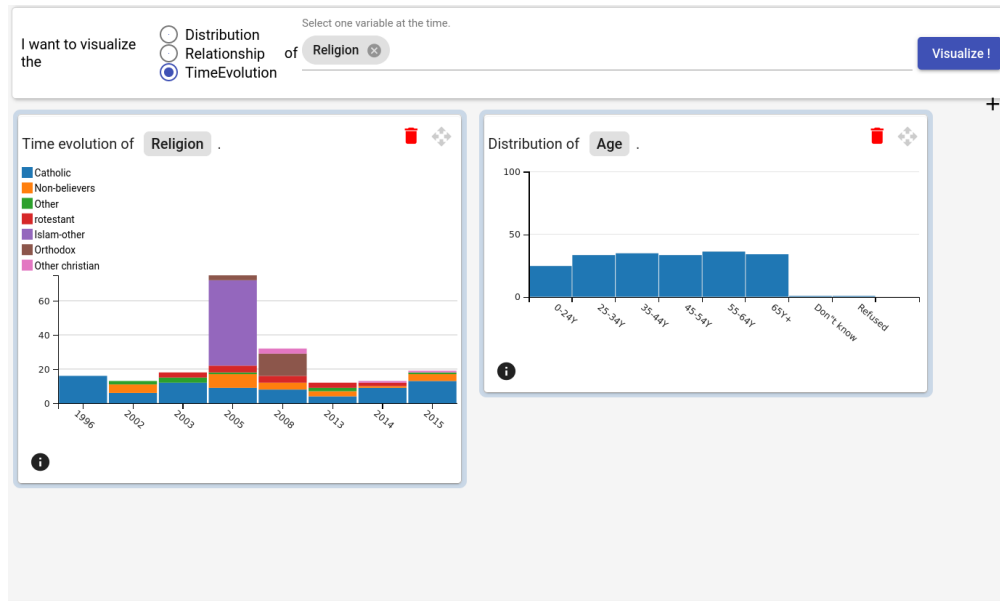 Select one variable at the time.
I want to visualize
the
Distribution
Relationship
TimeEvolution
of
Religion
Visualize !
+
Time evolution of Religion .
Catholic
Non-believers
Other
rotestant
Islam-other
Orthodox
Other christian
60
40
20
0
1996
2002
2003
2005
2008
2013
2014
2015
i
Distribution of Age .
100
50
0
0-24Y
25-34Y
35-44Y
45-54Y
55-64Y
65Y+
Don"t know
Refused
i